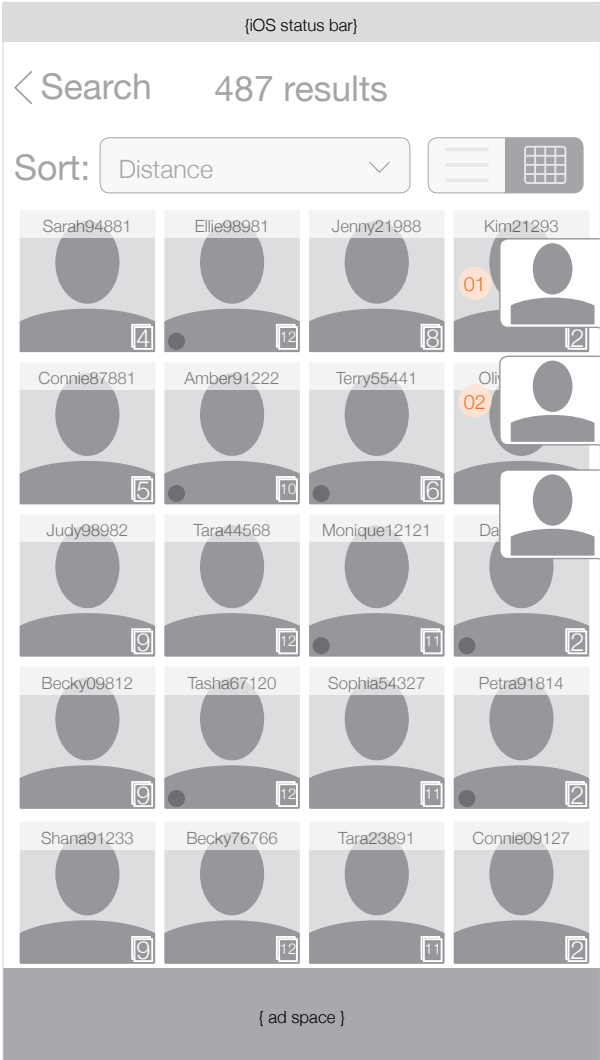 {iOS status bar}
Search 487 results
Sort: Distance
Sarah94881 Ellie98981 Jenny21988 Kim21293
01
4 12 8 2
Connie87881 Amber91222 Terry55441 Oliv
02
5 10 6
Judy98982 Tara44568 Monique12121 Da
9 12 11 2
Becky09812 Tasha67120 Sophia54327 Petra91814
9 12 11 2
Shana91233 Becky76766 Tara23891 Connie09127
9 12 11 2
{ ad space }